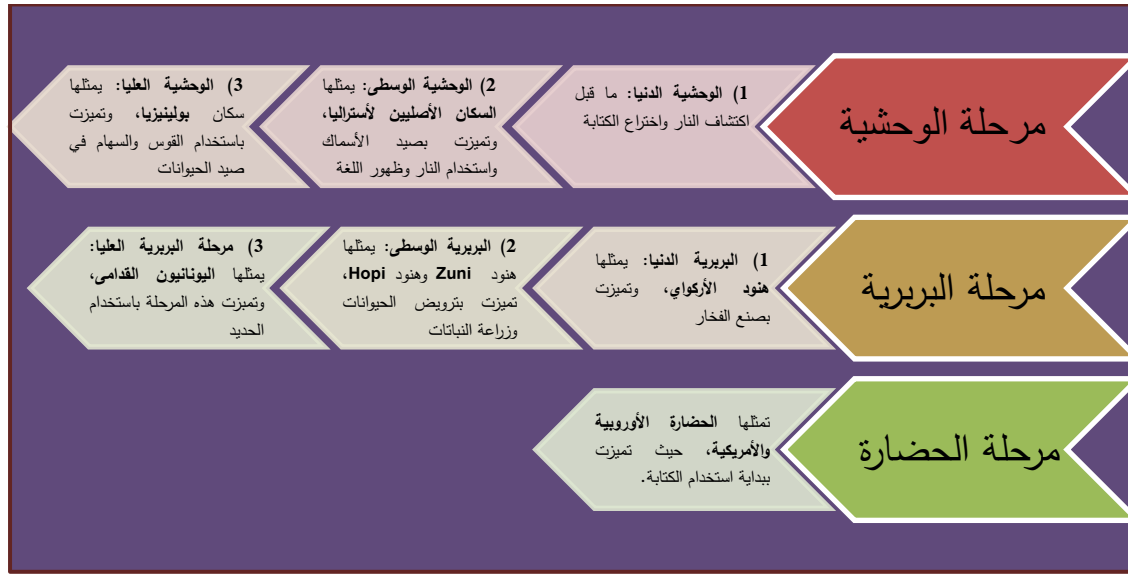 مرحلة الوحشية
1) الوحشية الدنيا: ما قبل
اكتشاف النار واختراع الكتابة
2) الوحشية الوسطى: يمثلها
السكان الأصليين لأستراليا،
وتميزت بصيد الأسماك
واستخدام النار وظهور اللغة
3) الوحشية العليا: يمثلها
سكان بولينيزيا، وتميزت
باستخدام القوس والسهام في
صيد الحيوانات
مرحلة البربرية
1) البربرية الدنيا: يمثلها
هنود الأركواي، وتميزت
بصنع الفخار
2) البربرية الوسطى: يمثلها
هنود Zuni وهنود Hopi،
تميزت بترويض الحيوانات
وزراعة النباتات
3) مرحلة البربرية العليا:
يمثلها اليونانيون القدامى،
وتميزت هذه المرحلة باستخدام
الحديد
مرحلة الحضارة
تمثلها الحضارة الأوروبية
والأمريكية، حيث تميزت
ببداية استخدام الكتابة.